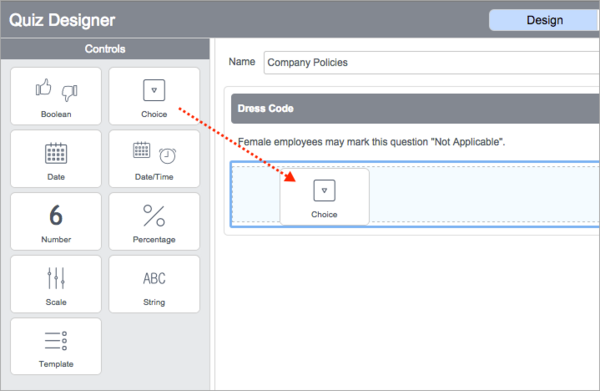 Quiz Designer
Design
Controls
Boolean
Choice
Date
Date/Time
6
Number
Percentage
Scale
ABC
String
Template
Name
Company Policies
Dress Code
Female employees may mark this question "Not Applicable".
Choice